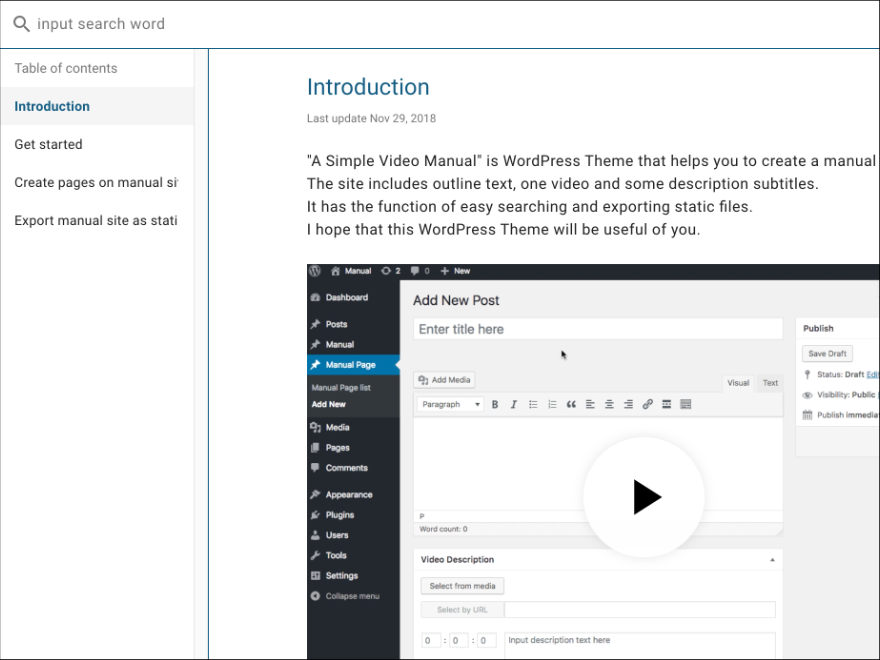 input search word
Table of contents
Introduction
Get started
Create pages on manual si
Export manual site as stati
Introduction
Last update Nov 29, 2018
"A Simple Video Manual" is WordPress Theme that helps you to create a manual
The site includes outline text, one video and some description subtitles.
It has the function of easy searching and exporting static files.
I hope that this WordPress Theme will be useful of you.
Manual 2 0 New
Dashboard
Posts
Manual
Manual Page
Manual Page list
Add New
Media
Pages
Comments
Appearance
Plugins
Users
Tools
Settings
Collapse menu
Add New Post
Enter title here
Add Media
Visual Text
Paragraph B I
P
Word count: 0
Video Description
Select from media
Select by URL
0 : 0 : 0 Input description text here
Publish
Save Draft
Status: Draft Edit
Visibility: Public
Publish immedia